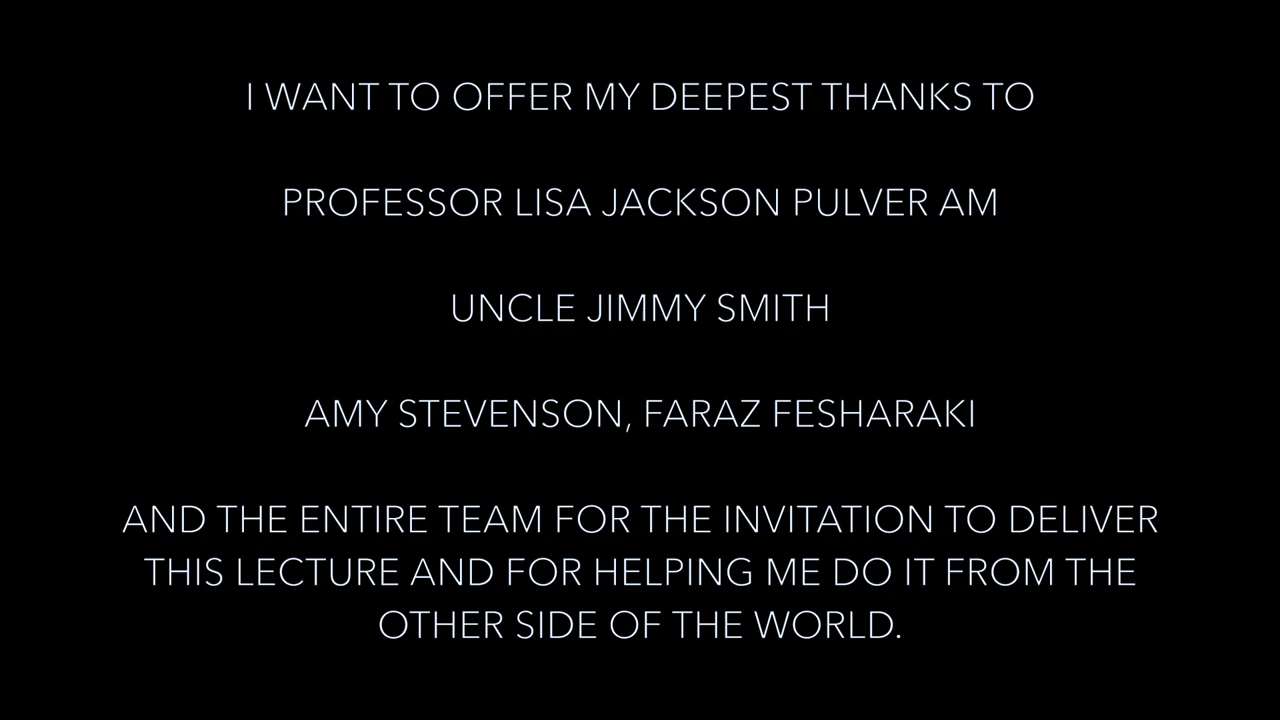 I WANT TO OFFER MY DEEPEST THANKS TO
PROFESSOR LISA JACKSON PULVER AM
UNCLE JIMMY SMITH
AMY STEVENSON, FARAZ FESHARAKI
AND THE ENTIRE TEAM FOR THE INVITATION TO DELIVER
THIS LECTURE AND FOR HELPING ME DO IT FROM THE
OTHER SIDE OF THE WORLD.